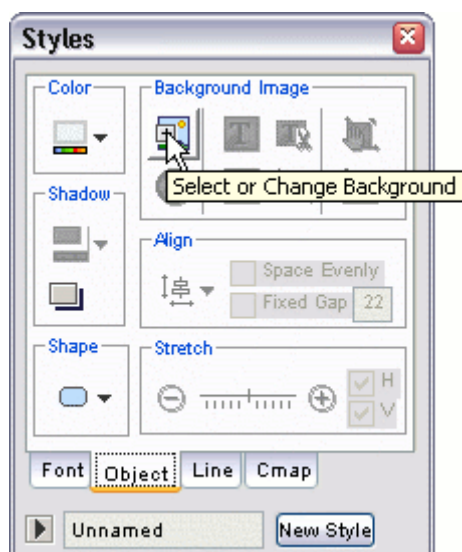 Styles
Color
Background Image
Select or Change Background
Shadow
Align
Space Evenly
Fixed Gap 22
Shape
Stretch
H
V
Font Object Line Cmap
Unnamed New Style